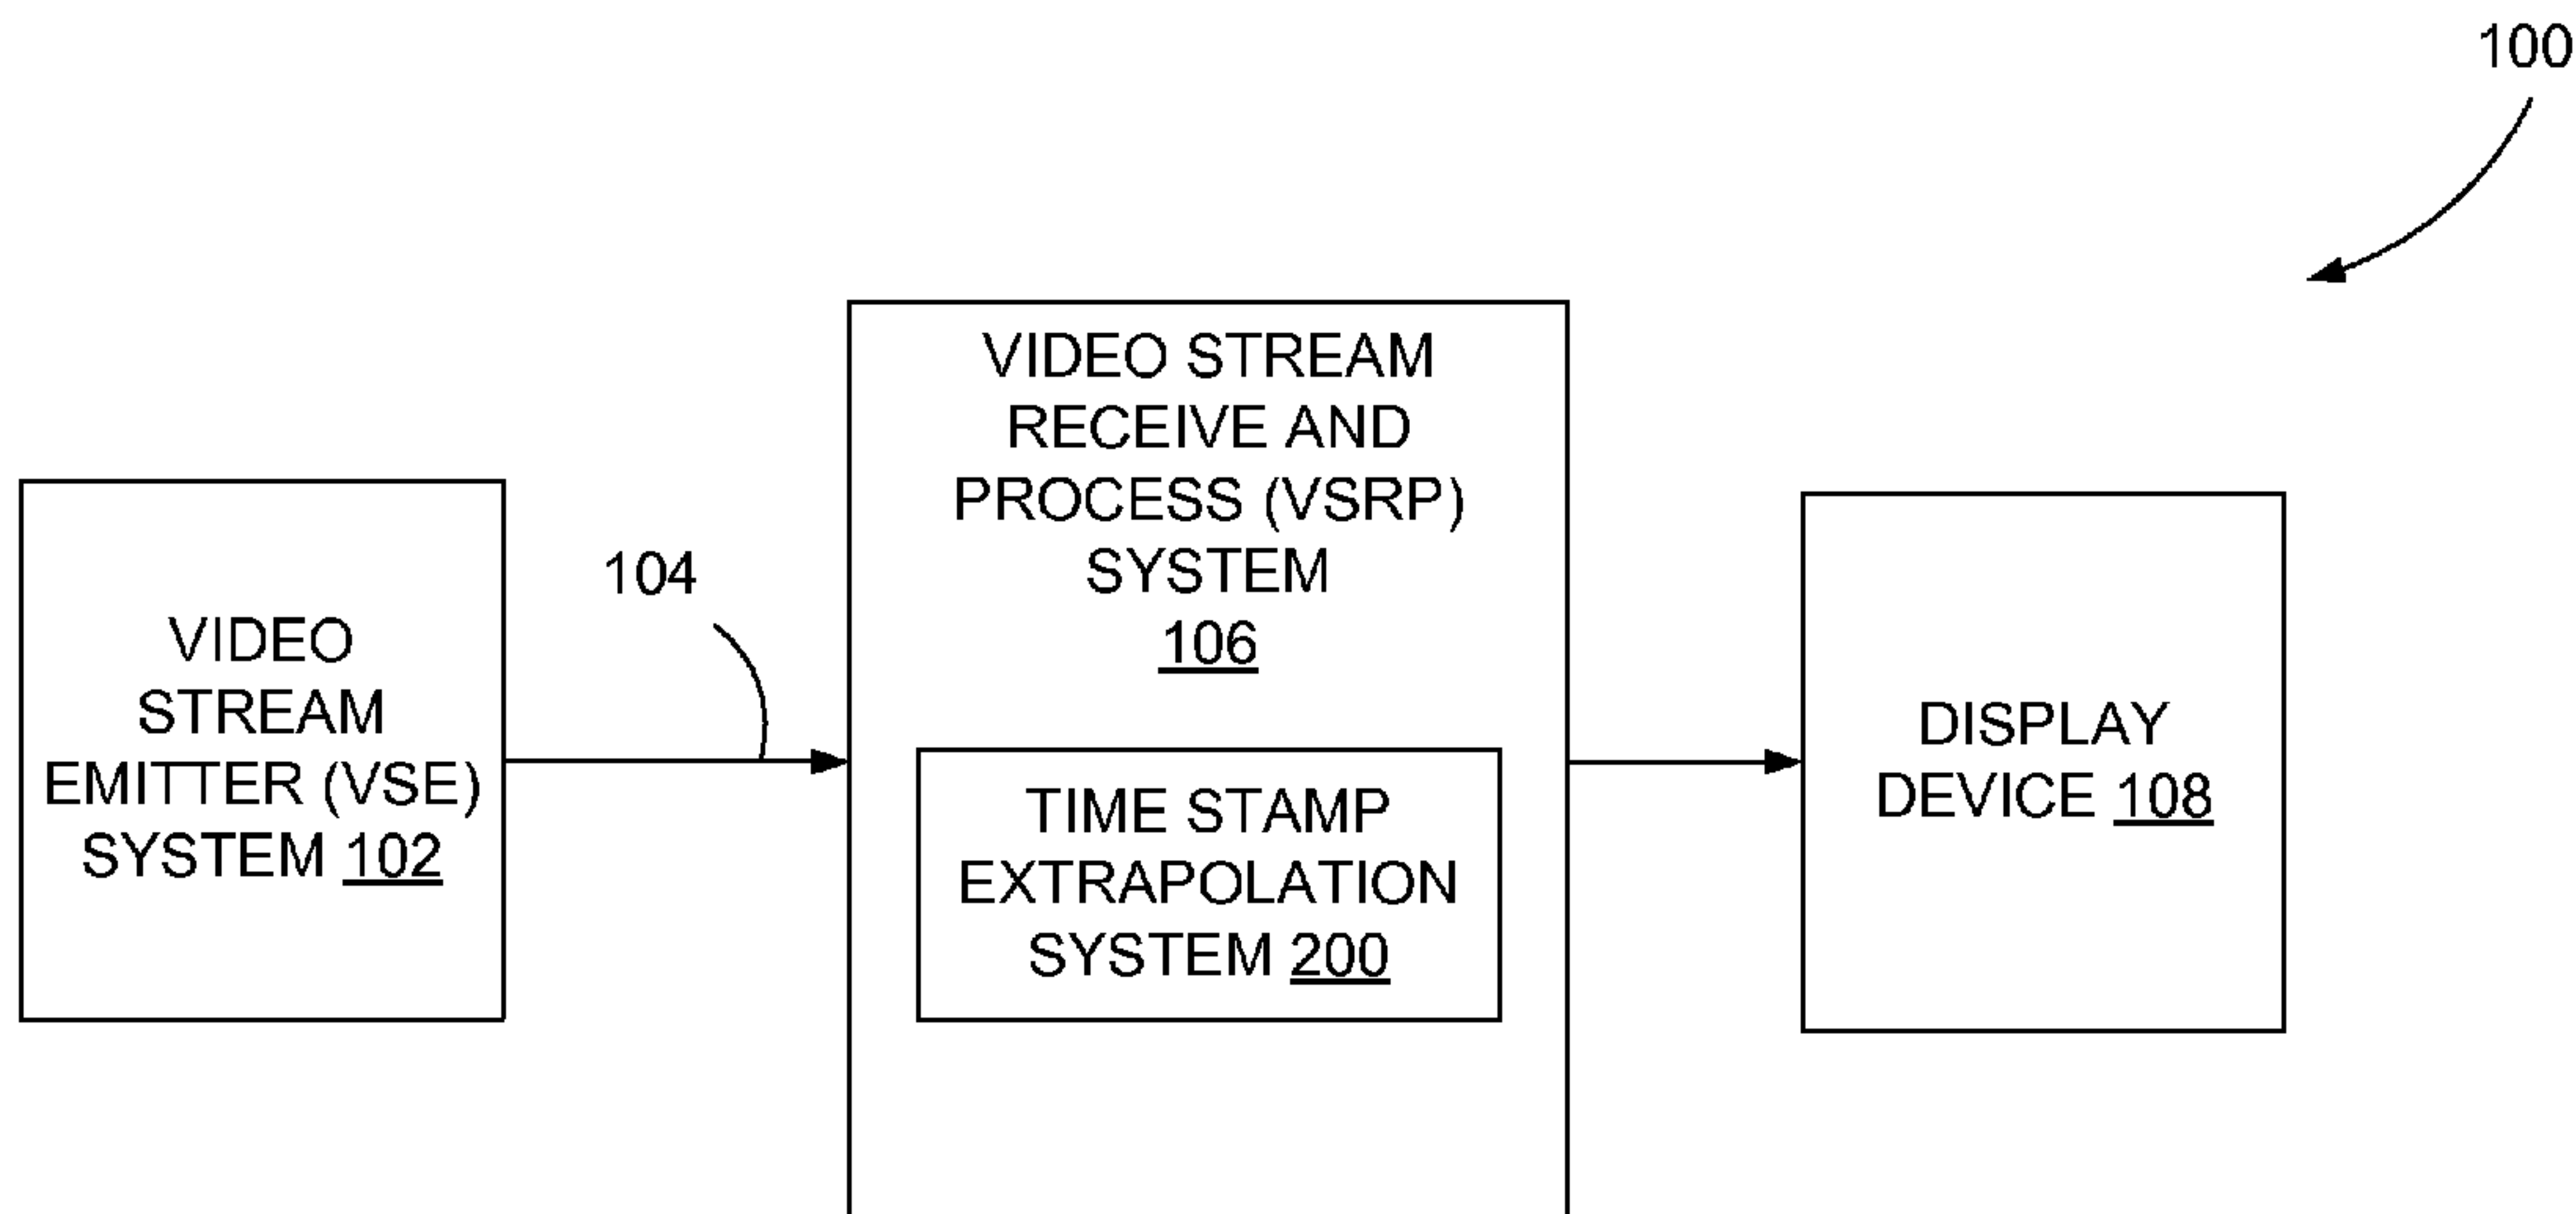 100
VIDEO STREAM
RECEIVE AND
PROCESS (VSRP)
SYSTEM
106
104
VIDEO
STREAM
EMITTER (VSE)
SYSTEM 102
TIME STAMP
EXTRAPOLATION
SYSTEM 200
DISPLAY
DEVICE 108